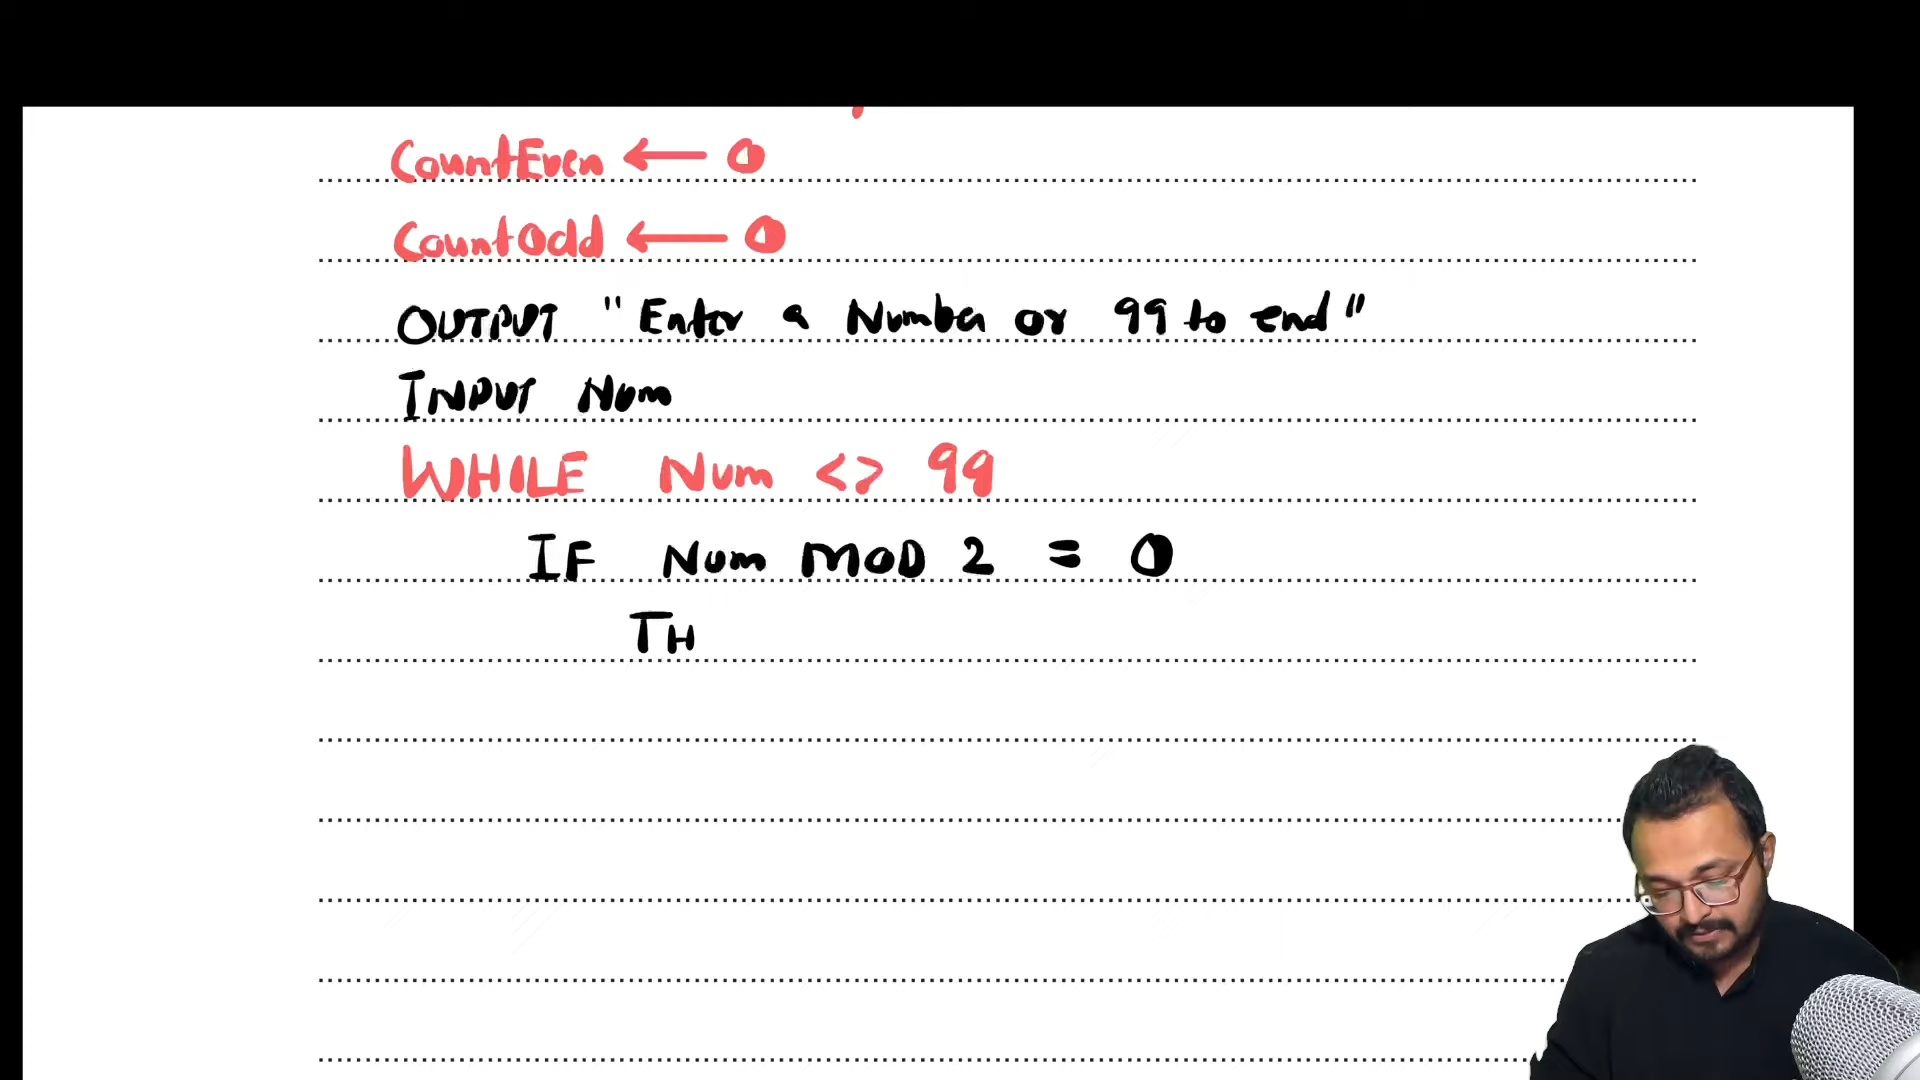 CountEven ← 0
CountOdd ← 0
OUTPUT "Enter a Number or 99 to end"
INPUT Num
WHILE Num <> 99
IF Num MOD 2 = 0
TH